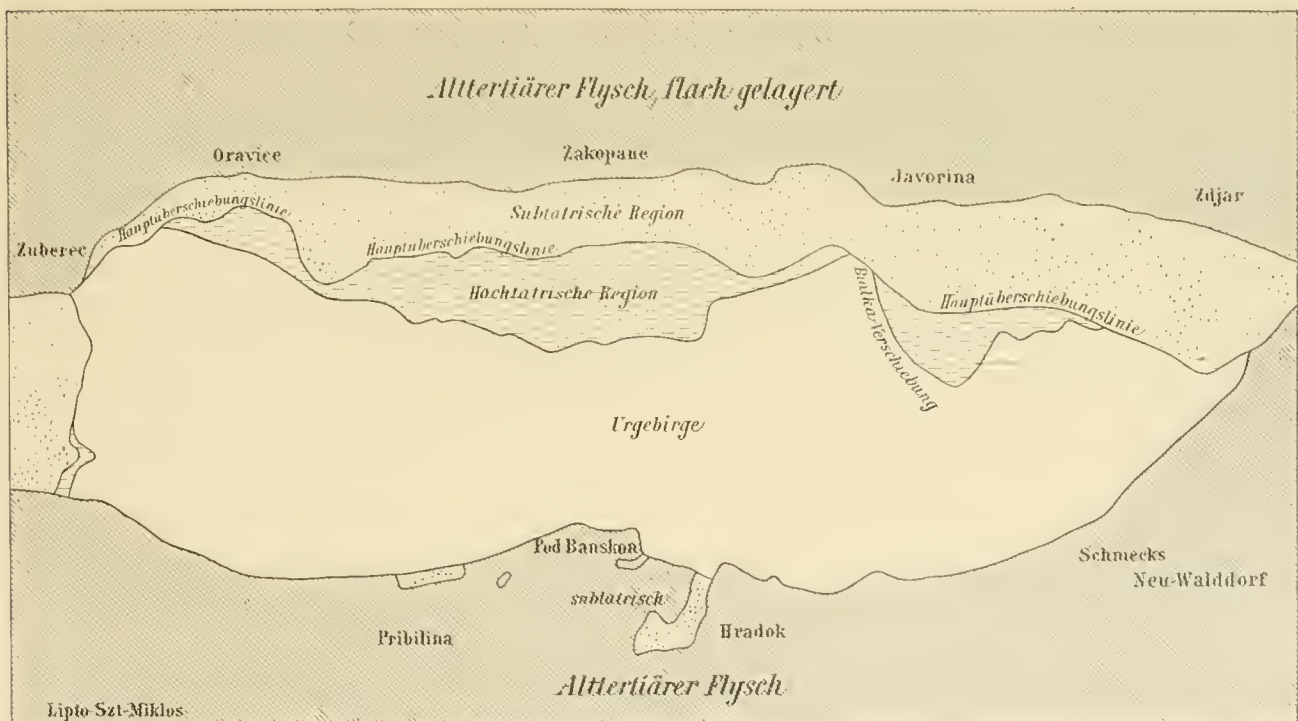 Alttertiärer Flysch, flach gelagert
Oravice
Zakopane
Javorina
Zdjar
Hauptüberschiebungslinie
Subtatrische Region
Zuberec
Hauptüberschiebungslinie
Hochtatrische Region
Bialka Verschiebung
Hauptüberschiebungslinie
Urgebirge
Pod Banskon
Schmecks
Neu-Walddorf
subtatrisch
Pribilina
Hradok
Alttertiärer Flysch
Lipto Szt-Miklos